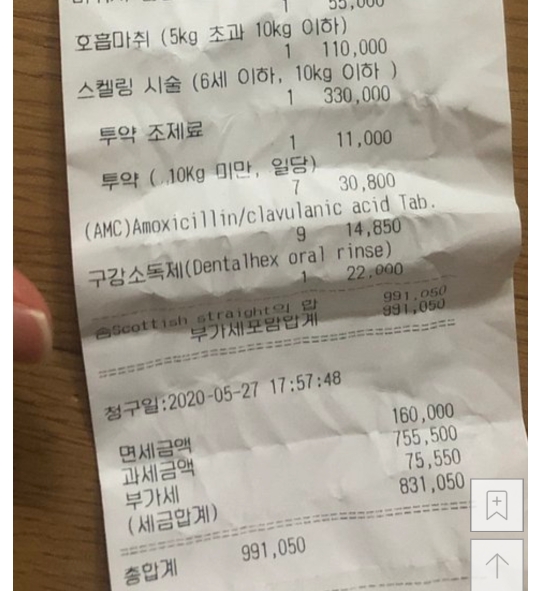 1 55,000
호흡마취 (5kg 초과 10kg 이하)
1 110,000
스켈링 시술 (6세 이하, 10kg 이하 )
1 330,000
투약 조제료
1 11,000
투약 ( .10Kg 미만, 일당)
7 30,800
(AMC)Amoxicillin/clavulanic acid Tab.
9 14,850
구강소독제(Dentalhex oral rinse)
1 22,000
Scottish straight의 합 991,050
부가세포함합계 991,050
청구일:2020-05-27 17:57:48
면세금액 160,000
과세금액 755,500
부가세 75,550
(세금합계) 831,050
총합계 991,050